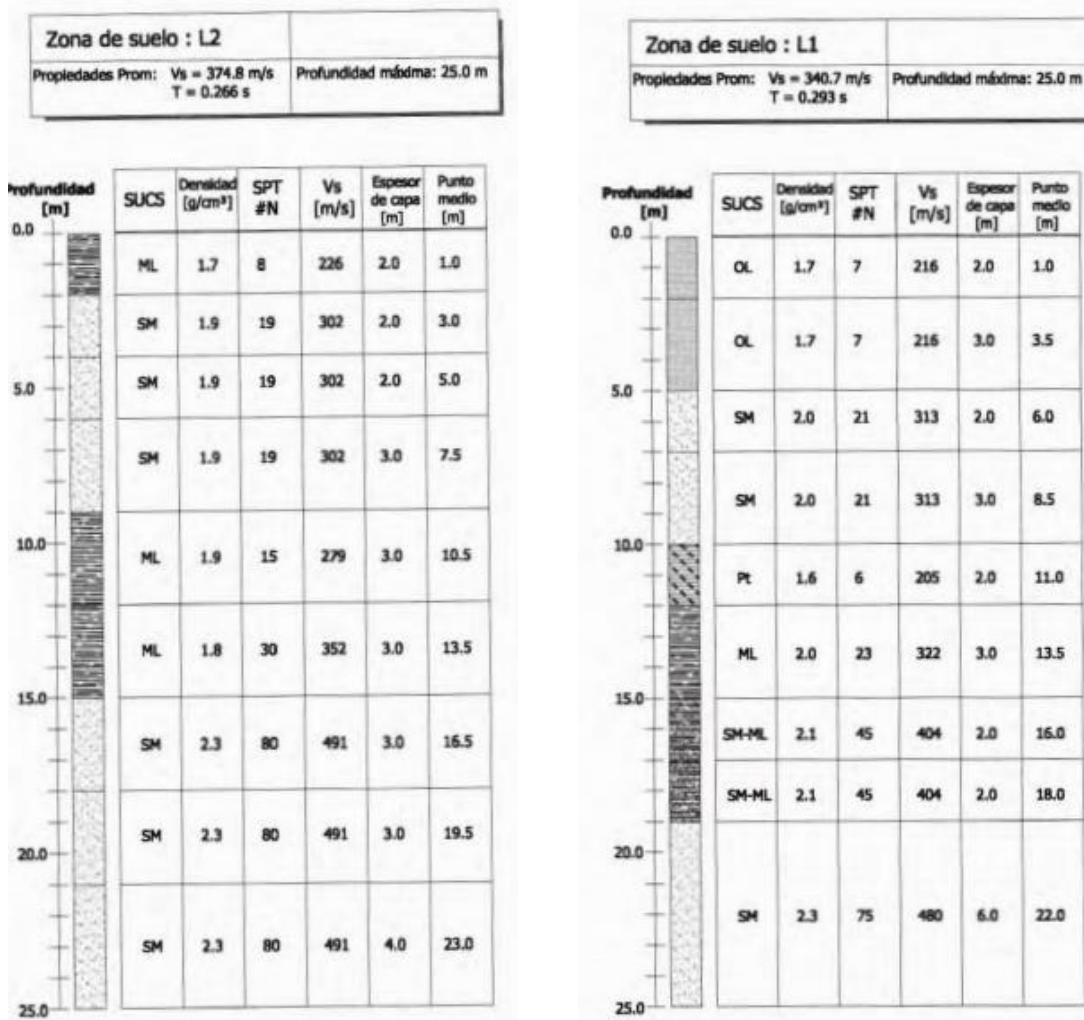 Zona de suelo : L2
Propiedades Prom: Vs = 374.8 m/s Profundidad máxima: 25.0 m
T = 0.266 s
Profundidad [m] SUCS Densidad [g/cm³] SPT #N Vs [m/s] Espesor de capa [m] Punto medio [m]
0.0
ML 1.7 8 226 2.0 1.0
SM 1.9 19 302 2.0 3.0
5.0 SM 1.9 19 302 2.0 5.0
SM 1.9 19 302 3.0 7.5
10.0 ML 1.9 15 279 3.0 10.5
ML 1.8 30 352 3.0 13.5
15.0
SM 2.3 80 491 3.0 16.5
SM 2.3 80 491 3.0 19.5
20.0
SM 2.3 80 491 4.0 23.0
25.0
Zona de suelo : L1
Propiedades Prom: Vs = 340.7 m/s Profundidad máxima: 25.0 m
T = 0.293 s
Profundidad [m] SUCS Densidad [g/cm³] SPT #N Vs [m/s] Espesor de capa [m] Punto medio [m]
0.0
OL 1.7 7 216 2.0 1.0
OL 1.7 7 216 3.0 3.5
5.0
SM 2.0 21 313 2.0 6.0
SM 2.0 21 313 3.0 8.5
10.0
Pt 1.6 6 205 2.0 11.0
ML 2.0 23 322 3.0 13.5
15.0
SM-ML 2.1 45 404 2.0 16.0
SM-ML 2.1 45 404 2.0 18.0
20.0
SM 2.3 75 480 6.0 22.0
25.0